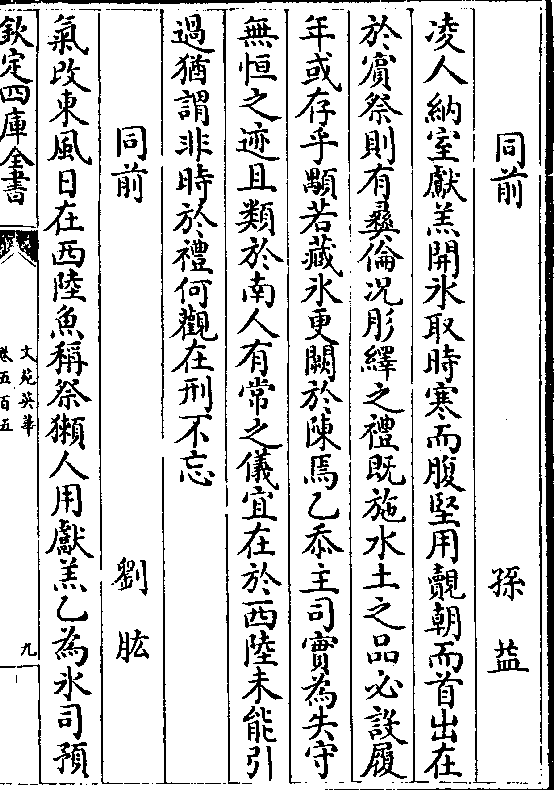 同前　孫益
凌人納室獻羔開氷取時寒而腹堅用覿朝而首出在
於賓祭則有彞倫况肜繹之禮既施水土之品必設履
年或存乎顒若藏氷更闕於陳焉乙忝主司實為失守
無恒之迹且類於南人有常之儀宜在於西陸未能引
過猶謂非時於禮何觀在刑不忘
同前　劉肱
氣改東風日在西陸魚稱祭獺人用獻羔乙為氷司預
欽定四庫全書
文苑英華
卷五百五
九